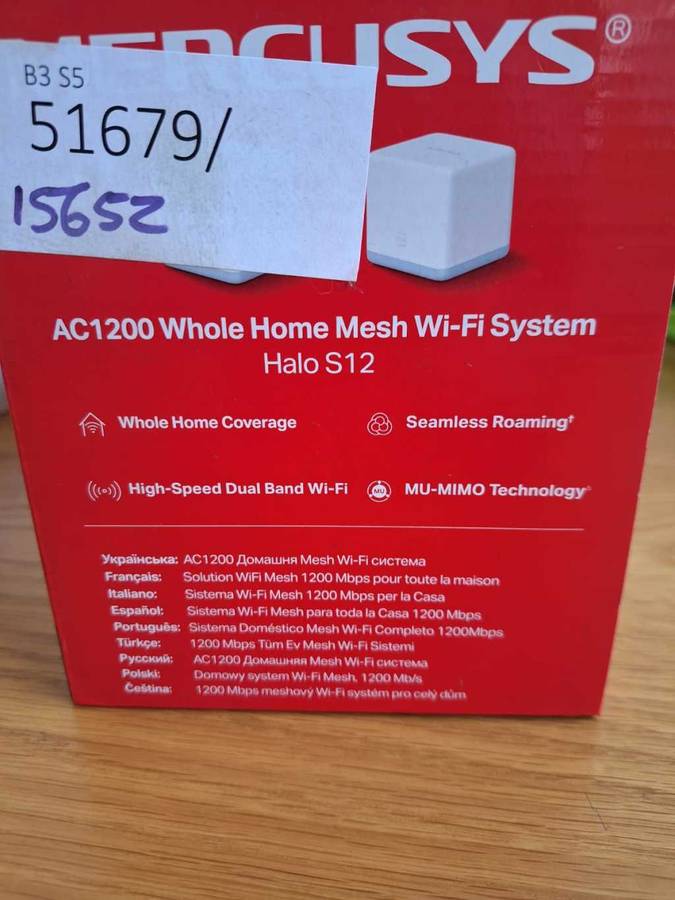 MERCUSYS®
B3 S5
51679/
15652
AC1200 Whole Home Mesh Wi-Fi System
Halo S12
Whole Home Coverage
Seamless Roaming†
High-Speed Dual Band Wi-Fi
MU
MU-MIMO Technology^
Українська: AC1200 Домашня Mesh Wi-Fi система
Français: Solution WiFi Mesh 1200 Mbps pour toute la maison
Italiano: Sistema Wi-Fi Mesh 1200 Mbps per la Casa
Español: Sistema Wi-Fi Mesh para toda la Casa 1200 Mbps
Português: Sistema Doméstico Mesh Wi-Fi Completo 1200Mbps
Türkçe: 1200 Mbps Tüm Ev Mesh Wi-Fi Sistemi
Русский: AC1200 Домашняя Mesh Wi-Fi система
Polski: Domowy system Wi-Fi Mesh, 1200 Mb/s
Čeština: 1200 Mbps meshový Wi-Fi systém pro celý dům